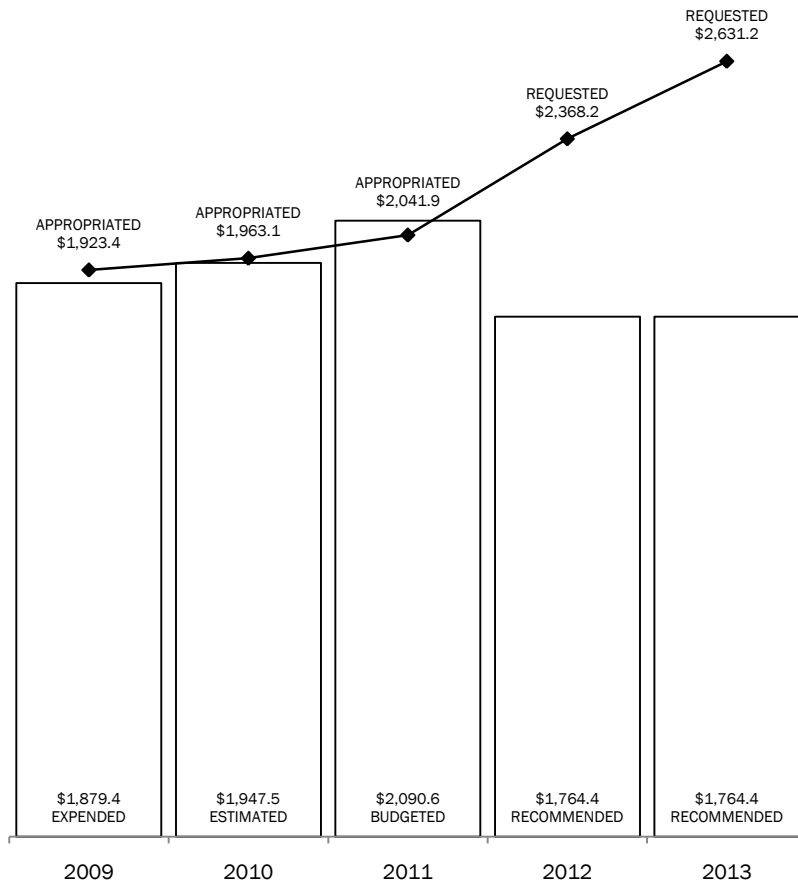 REQUESTED
$2,631.2
REQUESTED
$2,368.2
APPROPRIATED
$2,041.9
APPROPRIATED
$1,963.1
APPROPRIATED
$1,923.4
$1,879.4
EXPENDED
$1,947.5
ESTIMATED
$2,090.6
BUDGETED
$1,764.4
RECOMMENDED
$1,764.4
RECOMMENDED
2009
2010
2011
2012
2013